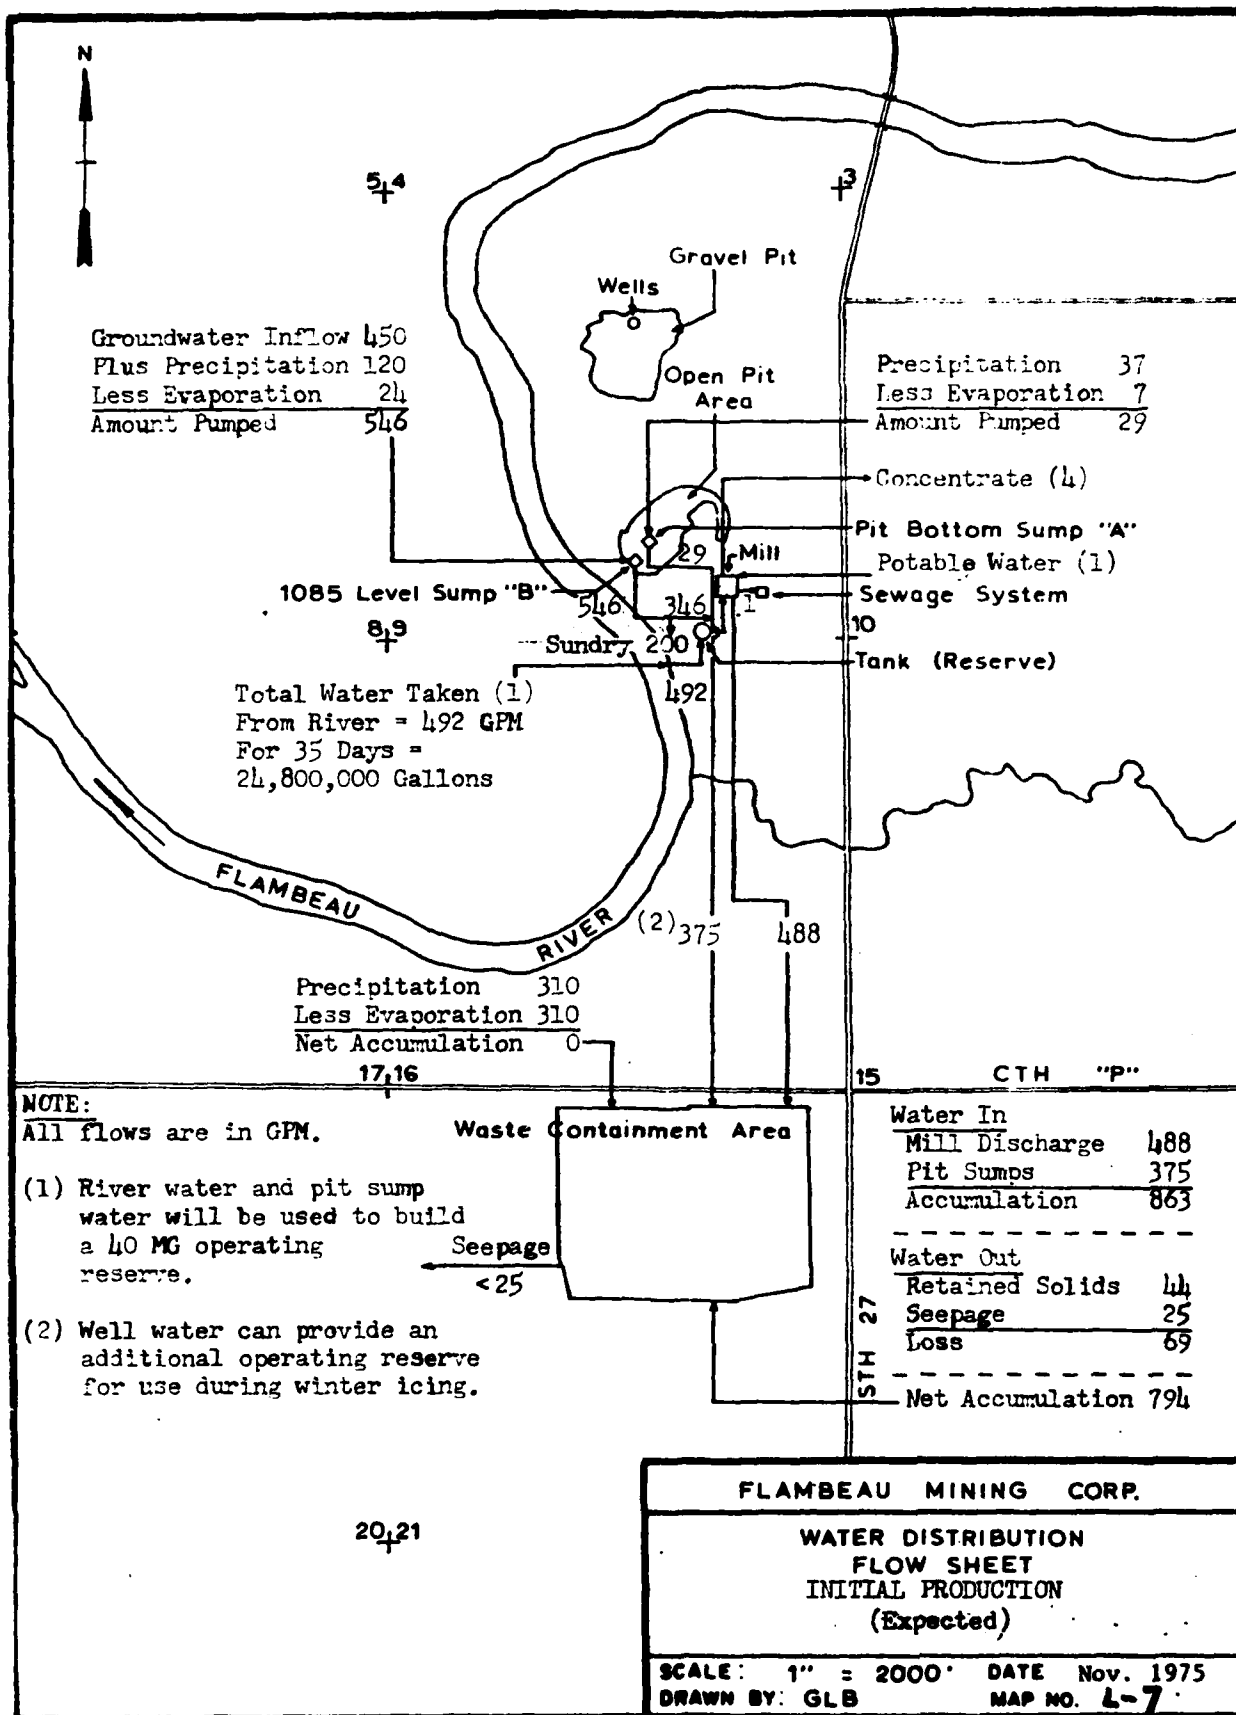 N
5 4
3
Gravel Pit
Wells
Groundwater Inflow 450
Plus Precipitation 120
Less Evaporation 24
Amount Pumped 546
Open Pit
Area
Precipitation 37
Less Evaporation 7
Amount Pumped 29
Concentrate (4)
Pit Bottom Sump "A"
29
Mill
Potable Water (1)
1085 Level Sump "B"
546
346
1
Sewage System
8 9
10
Sundry 200
Tank (Reserve)
492
Total Water Taken (1)
From River = 492 GPM
For 35 Days =
24,800,000 Gallons
FLAMBEAU
RIVER
(2) 375
488
Precipitation 310
Less Evaporation 310
Net Accumulation 0
17 16
15
CTH "P"
NOTE:
All flows are in GPM.
(1) River water and pit sump
water will be used to build
a 40 MG operating
reserve.
(2) Well water can provide an
additional operating reserve
for use during winter icing.
Waste Containment Area
Seepage
<25
Water In
Mill Discharge 488
Pit Sumps 375
Accumulation 863
Water Out
Retained Solids 44
Seepage 25
Loss 69
Net Accumulation 794
STH 27
20 21
FLAMBEAU MINING CORP.
WATER DISTRIBUTION
FLOW SHEET
INITIAL PRODUCTION
(Expected)
SCALE: 1" = 2000' DATE Nov. 1975
DRAWN BY: GLB MAP NO. L-7